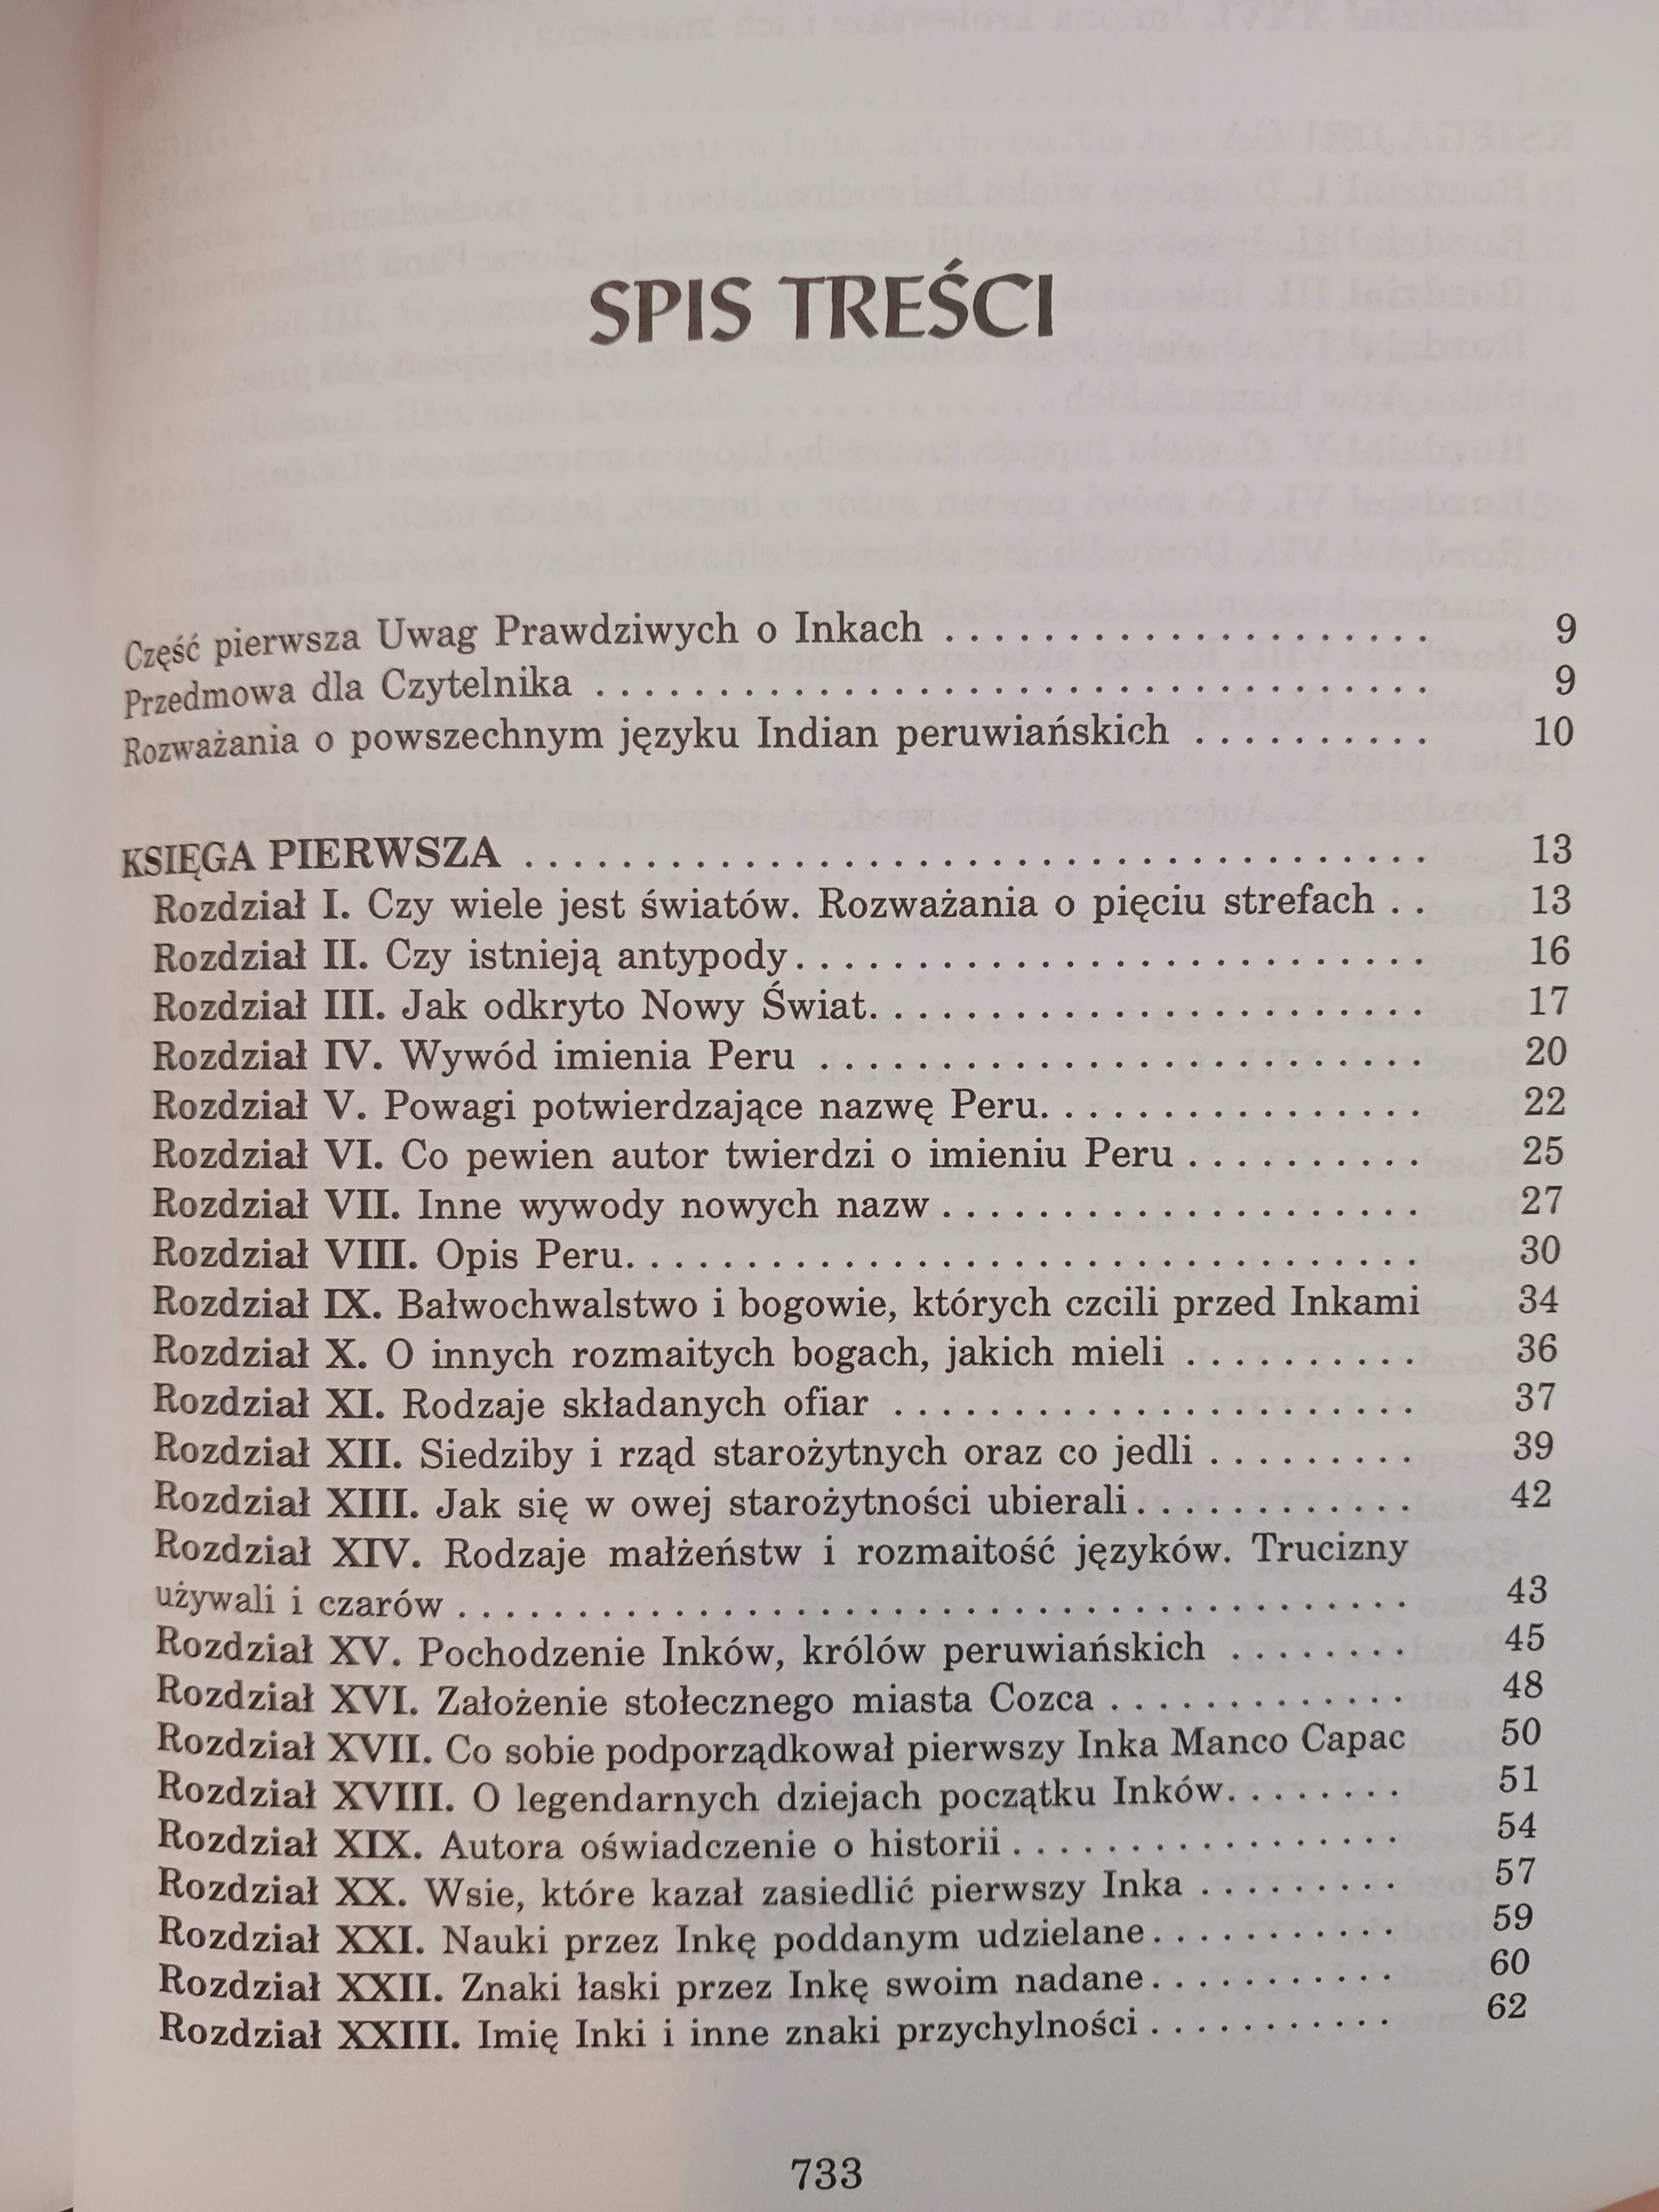 SPIS TREŚCI
Część pierwsza Uwag Prawdziwych o Inkach . . . . . . . . . . . . . . . . . . . . 9
Przedmowa dla Czytelnika . . . . . . . . . . . . . . . . . . . . . . . . . . . . . . . . . . 9
Rozważania o powszechnym języku Indian peruwiańskich . . . . . . . . . . 10
KSIĘGA PIERWSZA . . . . . . . . . . . . . . . . . . . . . . . . . . . . . . . . . . . . . . 13
Rozdział I. Czy wiele jest światów. Rozważania o pięciu strefach . . 13
Rozdział II. Czy istnieją antypody. . . . . . . . . . . . . . . . . . . . . . . . . . 16
Rozdział III. Jak odkryto Nowy Świat. . . . . . . . . . . . . . . . . . . . . . . . 17
Rozdział IV. Wywód imienia Peru . . . . . . . . . . . . . . . . . . . . . . . . . 20
Rozdział V. Powagi potwierdzające nazwę Peru. . . . . . . . . . . . . . . . 22
Rozdział VI. Co pewien autor twierdzi o imieniu Peru . . . . . . . . . . 25
Rozdział VII. Inne wywody nowych nazw . . . . . . . . . . . . . . . . . . . . 27
Rozdział VIII. Opis Peru. . . . . . . . . . . . . . . . . . . . . . . . . . . . . . . . . 30
Rozdział IX. Bałwochwalstwo i bogowie, których czcili przed Inkami 34
Rozdział X. O innych rozmaitych bogach, jakich mieli . . . . . . . . . . 36
Rozdział XI. Rodzaje składanych ofiar . . . . . . . . . . . . . . . . . . . . . . 37
Rozdział XII. Siedziby i rząd starożytnych oraz co jedli . . . . . . . . . 39
Rozdział XIII. Jak się w owej starożytności ubierali . . . . . . . . . . . . 42
Rozdział XIV. Rodzaje małżeństw i rozmaitość języków. Trucizny
używali i czarów . . . . . . . . . . . . . . . . . . . . . . . . . . . . . . . . . . . . . . . 43
Rozdział XV. Pochodzenie Inków, królów peruwiańskich . . . . . . . . 45
Rozdział XVI. Założenie stołecznego miasta Cozca . . . . . . . . . . . . . 48
Rozdział XVII. Co sobie podporządkował pierwszy Inka Manco Capac 50
Rozdział XVIII. O legendarnych dziejach początku Inków. . . . . . . . 51
Rozdział XIX. Autora oświadczenie o historii . . . . . . . . . . . . . . . . . 54
Rozdział XX. Wsie, które kazał zasiedlić pierwszy Inka . . . . . . . . . 57
Rozdział XXI. Nauki przez Inkę poddanym udzielane . . . . . . . . . . . 59
Rozdział XXII. Znaki łaski przez Inkę swoim nadane . . . . . . . . . . . 60
Rozdział XXIII. Imię Inki i inne znaki przychylności . . . . . . . . . . . 62
733